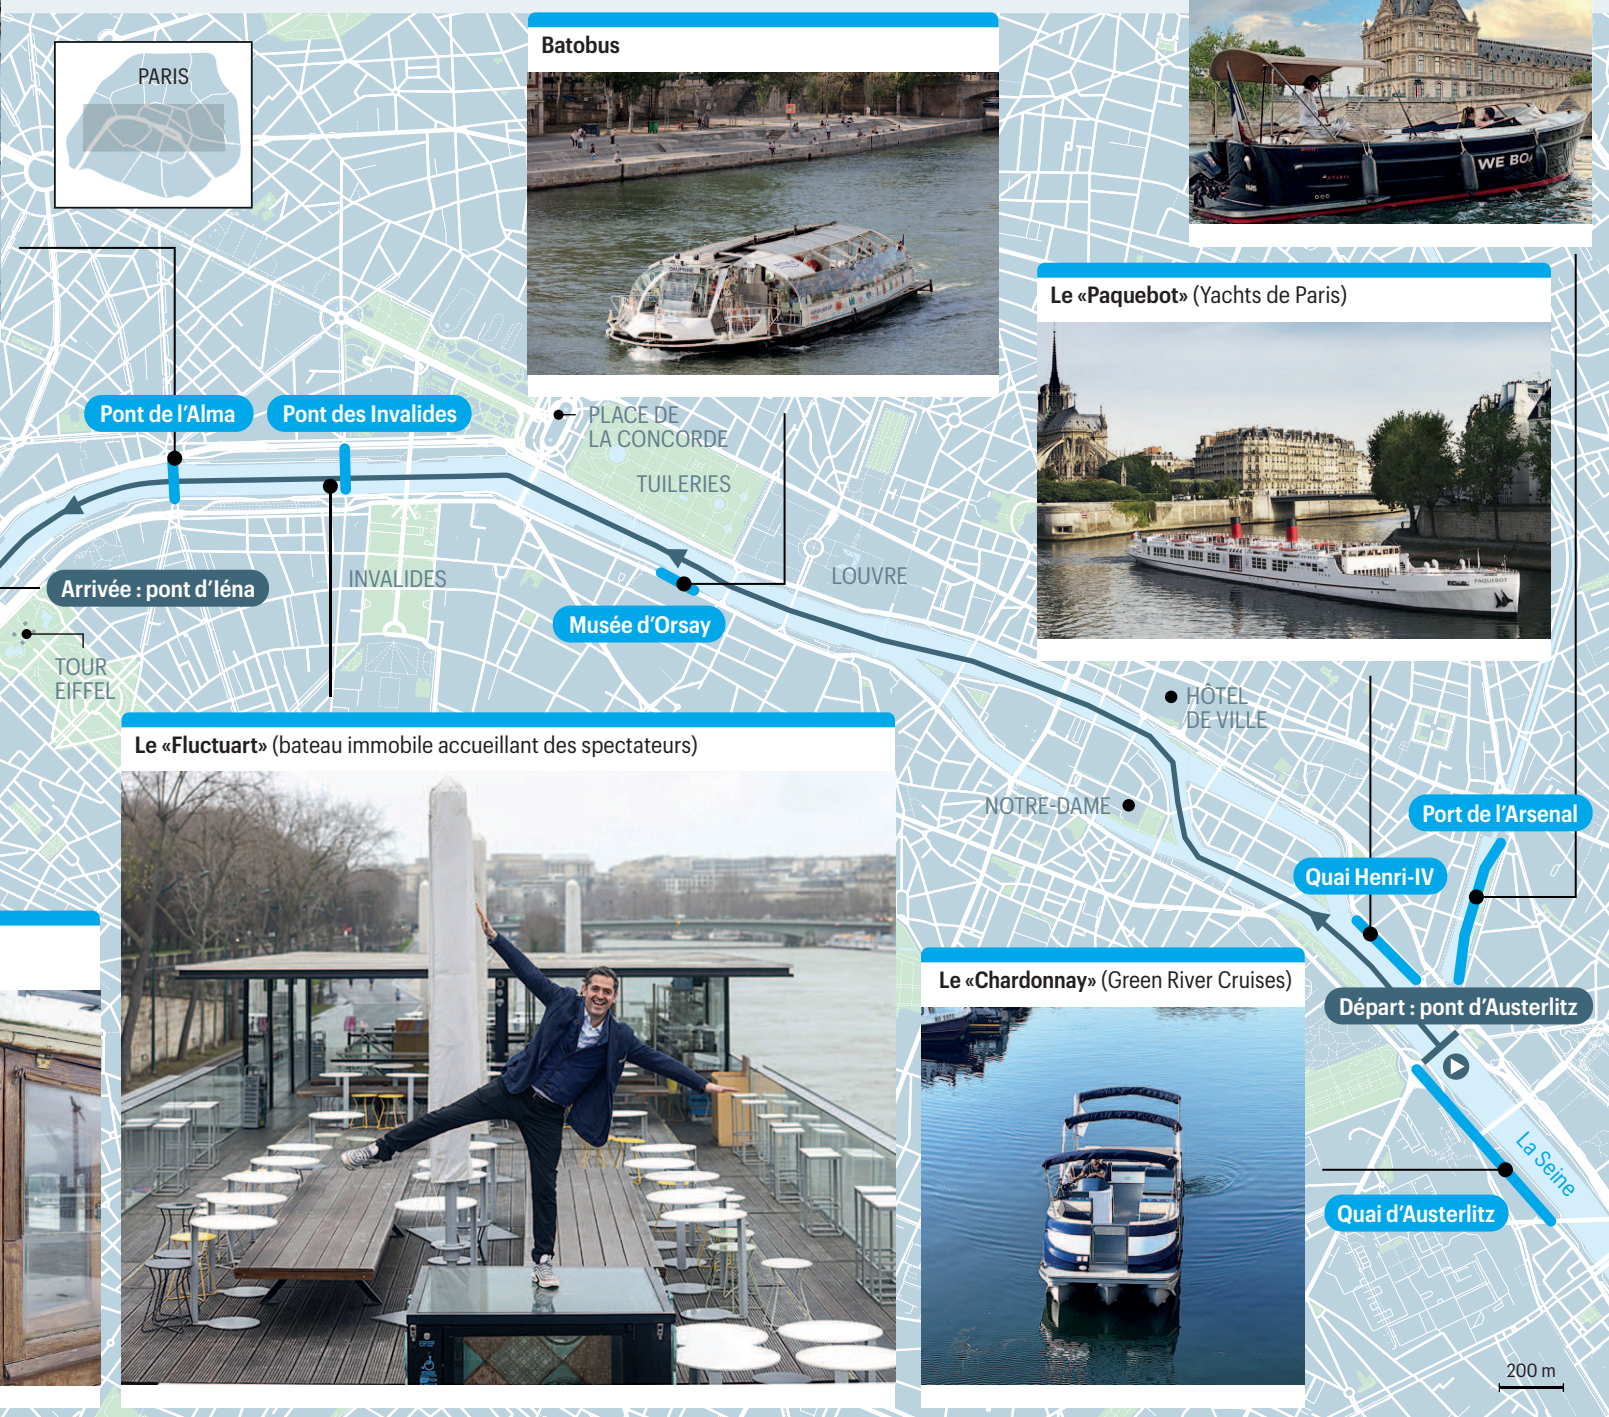 PARIS
Batobus
DAUPHINE
WE BOA
Le «Paquebot» (Yachts de Paris)
PAQUEBOT
Pont de l'Alma
Pont des Invalides
PLACE DE
LA CONCORDE
TUILERIES
Arrivée : pont d'Iéna
INVALIDES
LOUVRE
Musée d'Orsay
TOUR
EIFFEL
HÔTEL
DE VILLE
Le «Fluctuart» (bateau immobile accueillant des spectateurs)
NOTRE-DAME
Port de l'Arsenal
Quai Henri-IV
Le «Chardonnay» (Green River Cruises)
Départ : pont d'Austerlitz
La Seine
Quai d'Austerlitz
200 m